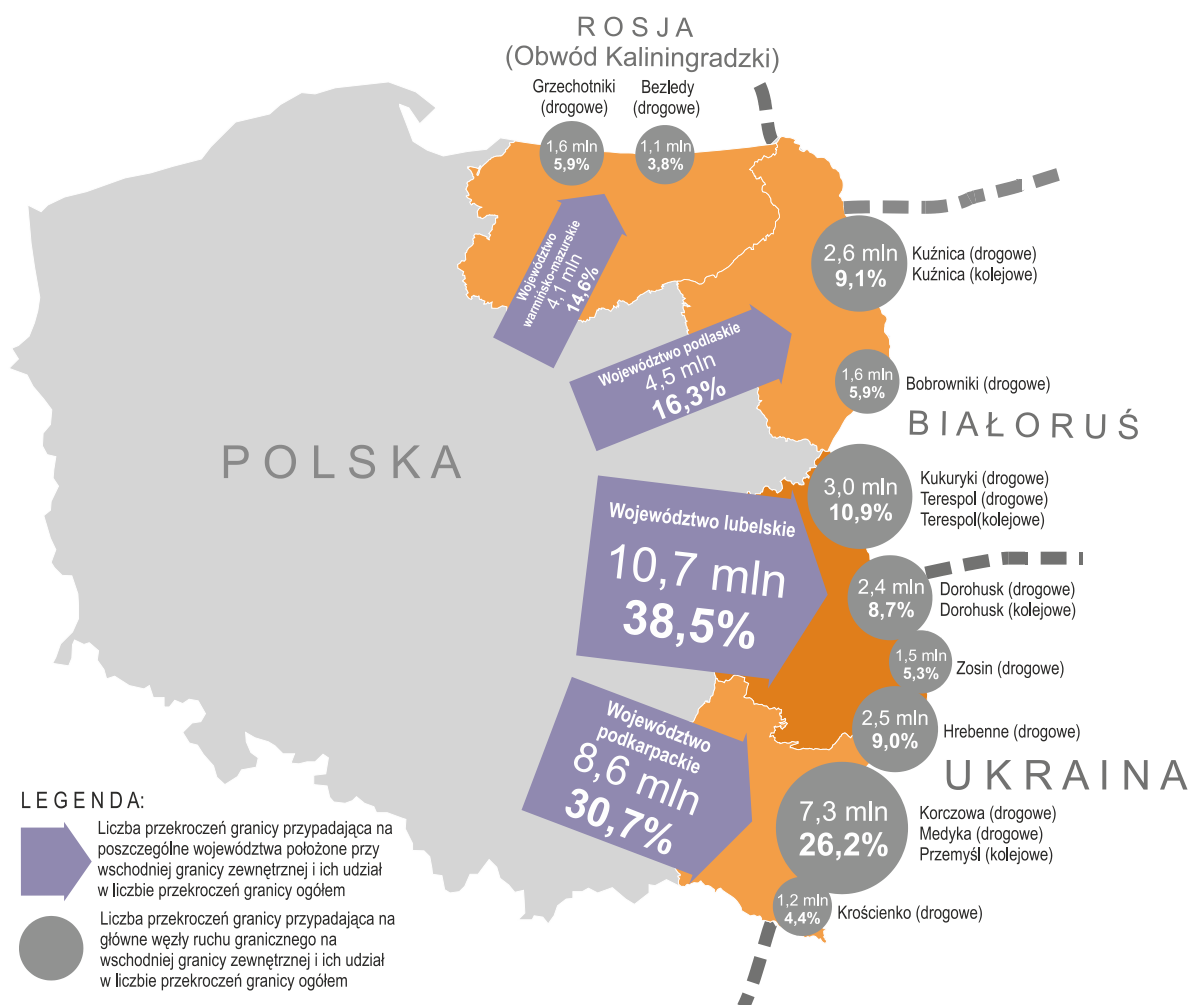 ROSJA
(Obwód Kaliningradzki)
Grzechotniki
(drogowe)
Bezledy
(drogowe)
1,6 mln
5,9%
1,1 mln
3,8%
Województwo
warmińsko-mazurskie
4,1 mln
14,6%
2,6 mln
9,1%
Kuźnica (drogowe)
Kuźnica (kolejowe)
Województwo podlaskie
4,5 mln
16,3%
1,6 mln
5,9%
Bobrowniki (drogowe)
BIAŁORUŚ
POLSKA
3,0 mln
10,9%
Kukuryki (drogowe)
Terespol (drogowe)
Terespol(kolejowe)
Województwo lubelskie
10,7 mln
38,5%
2,4 mln
8,7%
Dorohusk (drogowe)
Dorohusk (kolejowe)
1,5 mln
5,3%
Zosin (drogowe)
2,5 mln
9,0%
Hrebenne (drogowe)
UKRAINA
Województwo
podkarpackie
8,6 mln
30,7%
7,3 mln
26,2%
Korczowa (drogowe)
Medyka (drogowe)
Przemyśl (kolejowe)
1,2 mln
4,4%
Krościenko (drogowe)
LEGENDA:
Liczba przekroczeń granicy przypadająca na
poszczególne województwa położone przy
wschodniej granicy zewnętrznej i ich udział
w liczbie przekroczeń granicy ogółem
Liczba przekroczeń granicy przypadająca na
główne węzły ruchu granicznego na
wschodniej granicy zewnętrznej i ich udział
w liczbie przekroczeń granicy ogółem